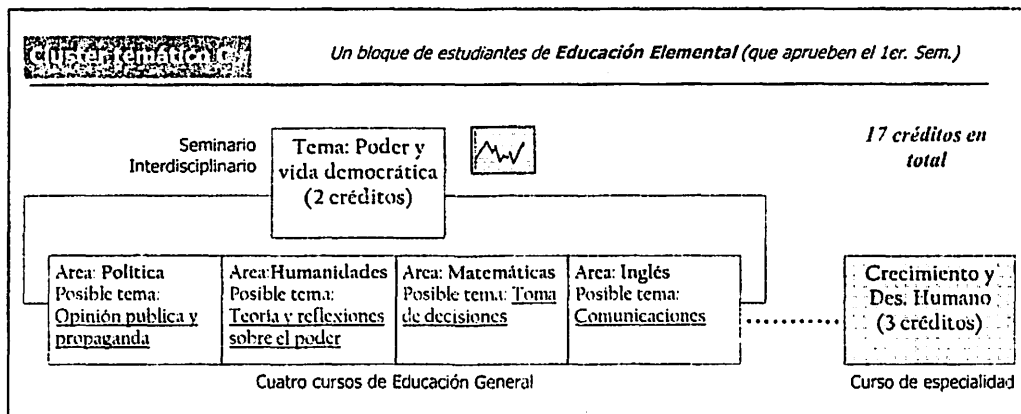 Cluster temático C
Un bloque de estudiantes de Educación Elemental (que aprueben el 1er. Sem.)
Seminario
Interdisciplinario
Tema: Poder y
vida democrática
(2 créditos)
17 créditos en
total
Area: Política
Posible tema:
Opinión publica y
propaganda
Area:Humanidades
Posible tema:
Teoría y reflexiones
sobre el poder
Area: Matemáticas
Posible tema: Toma
de decisiones
Area: Inglés
Posible tema:
Comunicaciones
Crecimiento y
Des. Humano
(3 créditos)
Cuatro cursos de Educación General
Curso de especialidad